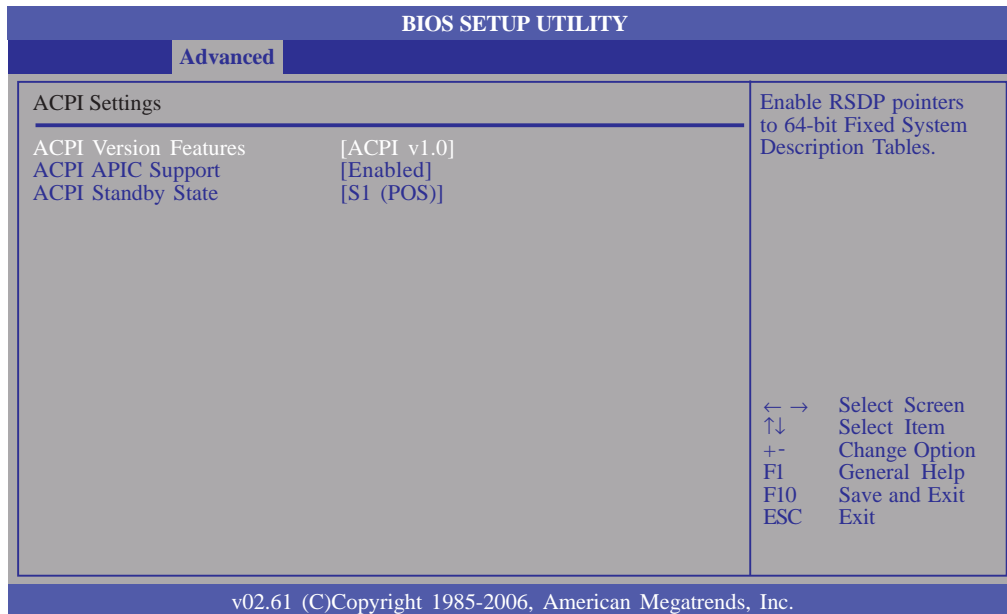 BIOS SETUP UTILITY
Advanced
ACPI Settings
ACPI Version Features [ACPI v1.0]
ACPI APIC Support [Enabled]
ACPI Standby State [S1 (POS)]
Enable RSDP pointers
to 64-bit Fixed System
Description Tables.
← → Select Screen
↑↓ Select Item
+- Change Option
F1 General Help
F10 Save and Exit
ESC Exit
v02.61 (C)Copyright 1985-2006, American Megatrends, Inc.